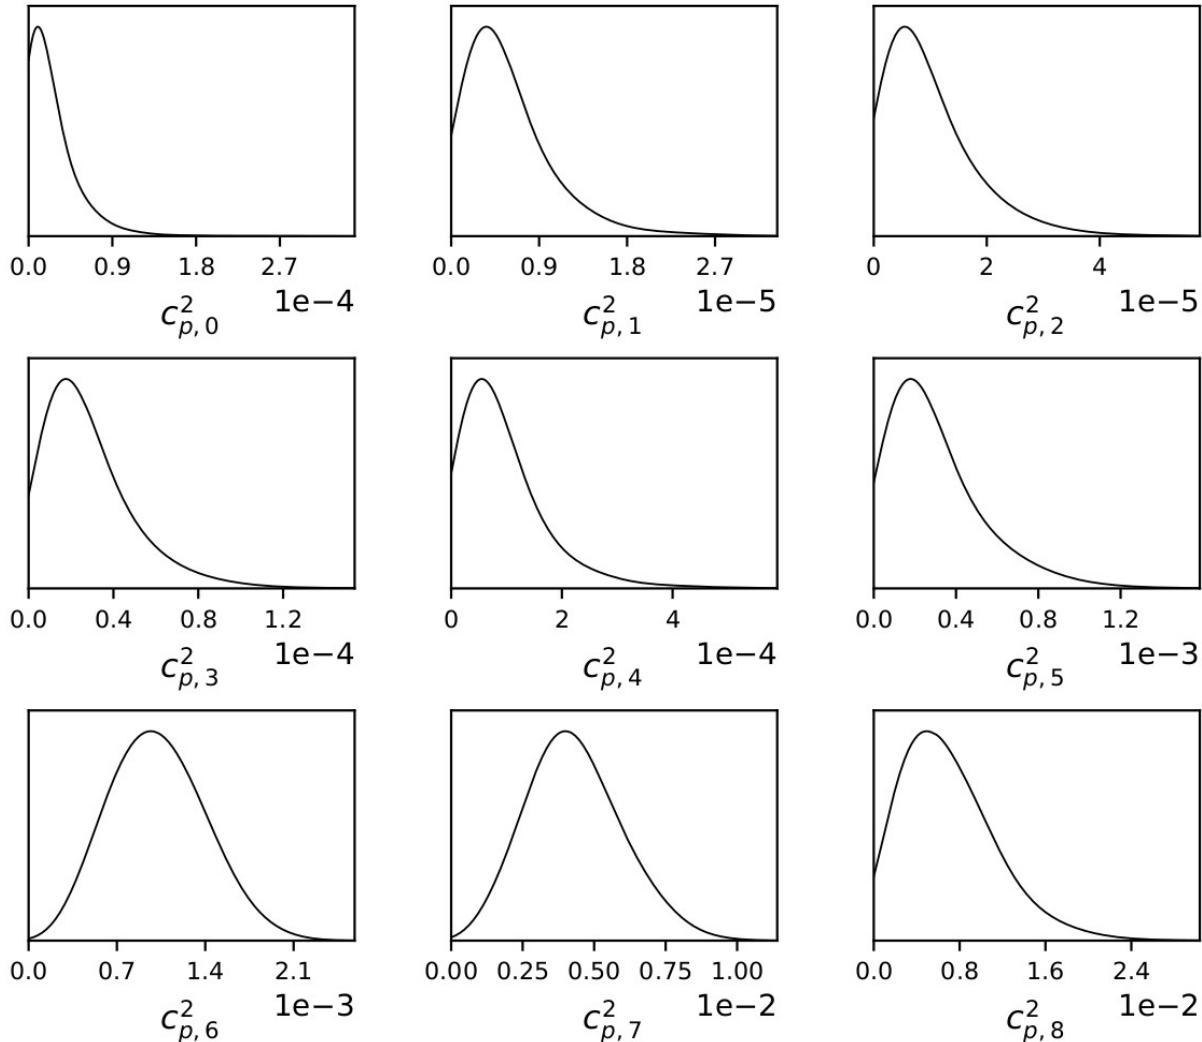 0.0 0.9 1.8 2.7 0.0 0.9 1.8 2.7 0 2 4
1e−4 1e−5 1e−5
c²p, 0 c²p, 1 c²p, 2
0.0 0.4 0.8 1.2 0 2 4 0.0 0.4 0.8 1.2
1e−4 1e−4 1e−3
c²p, 3 c²p, 4 c²p, 5
0.0 0.7 1.4 2.1 0.00 0.25 0.50 0.75 1.00 0.0 0.8 1.6 2.4
1e−3 1e−2 1e−2
c²p, 6 c²p, 7 c²p, 8